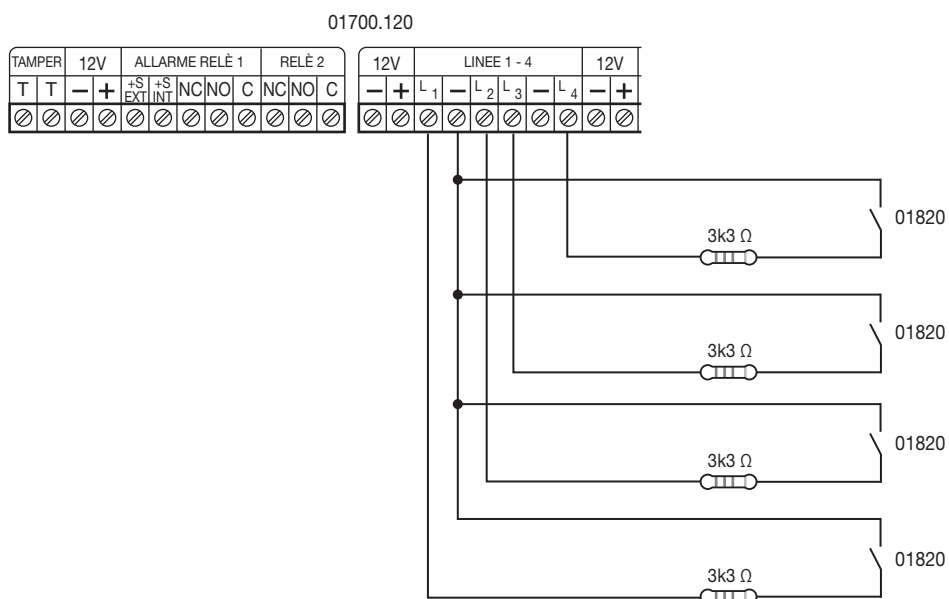 01700.120
TAMPER 12V ALLARME RELÈ 1 RELÈ 2 12V LINEE 1 - 4 12V
T T − + +S EXT +S INT NC NO C NC NO C − + L 1 − L 2 L 3 − L 4 − +
01820
3k3 Ω
01820
3k3 Ω
01820
3k3 Ω
01820
3k3 Ω